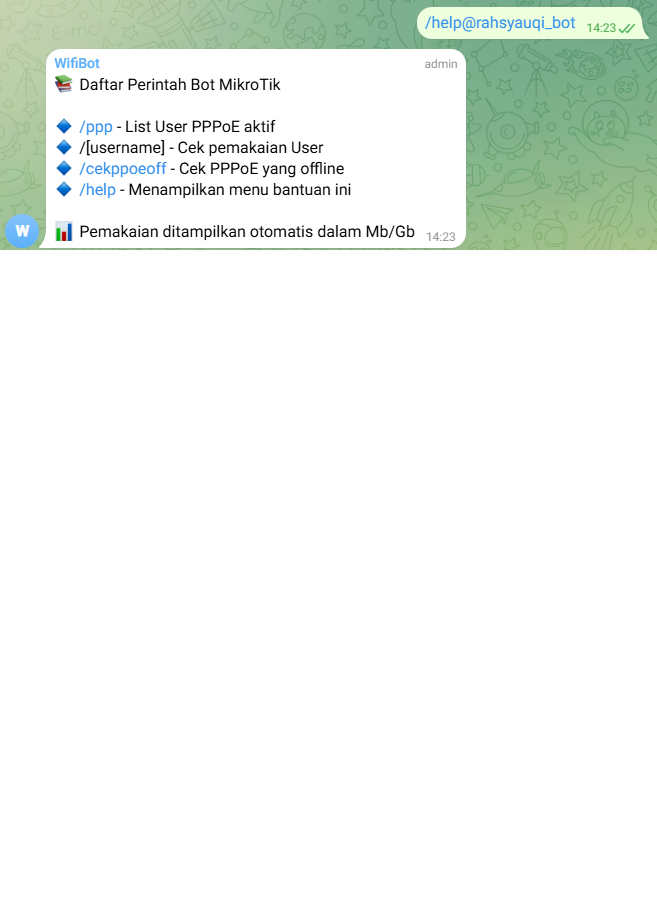 /help@rahsyauqi_bot 14:23
WifiBot admin
📚 Daftar Perintah Bot MikroTik
🔷 /ppp - List User PPPoE aktif
🔷 /[username] - Cek pemakaian User
🔷 /cekppoeoff - Cek PPPoE yang offline
🔷 /help - Menampilkan menu bantuan ini
W 📊 Pemakaian ditampilkan otomatis dalam Mb/Gb 14:23